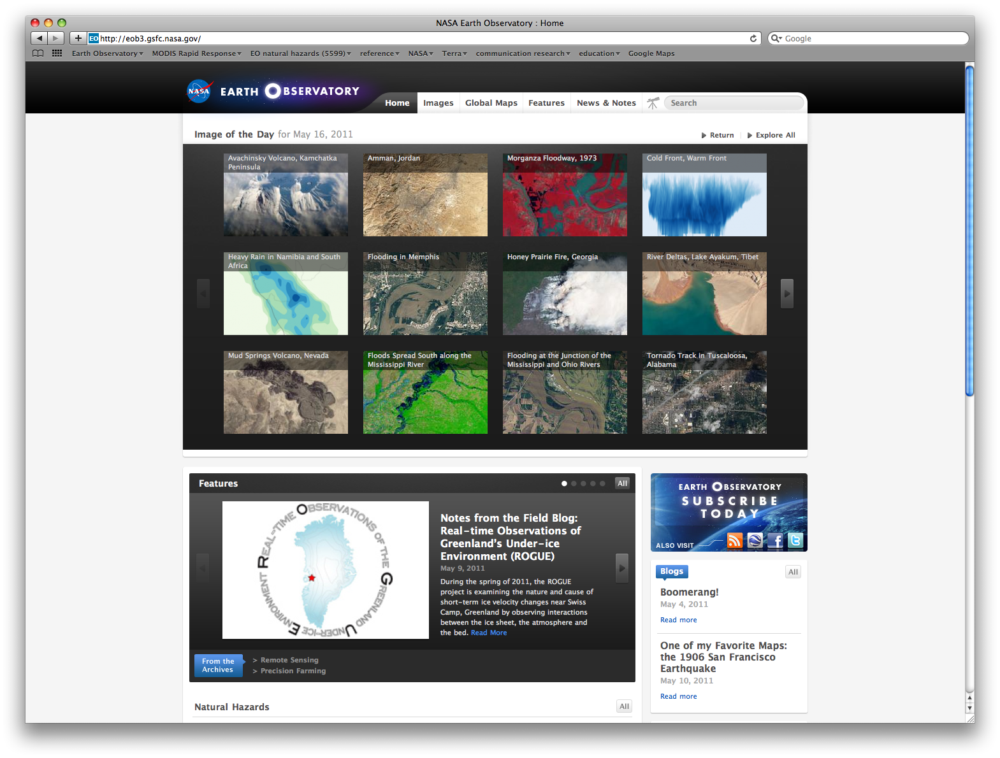 NASA Earth Observatory : Home
EO http://eob3.gsfc.nasa.gov/
Google
Earth Observatory
MODIS Rapid Response
EO natural hazards (5599)
reference
NASA
Terra
communication research
education
Google Maps
NASA
EARTH OBSERVATORY
Home
Images
Global Maps
Features
News & Notes
Search
Image of the Day for May 16, 2011
Return
Explore All
Avachinsky Volcano, Kamchatka
Peninsula
Amman, Jordan
Morganza Floodway, 1973
Cold Front, Warm Front
Heavy Rain in Namibia and South
Africa
Flooding in Memphis
Honey Prairie Fire, Georgia
River Deltas, Lake Ayakum, Tibet
Mud Springs Volcano, Nevada
Floods Spread South along the
Mississippi River
Flooding at the Junction of the
Mississippi and Ohio Rivers
Tornado Track in Tuscaloosa,
Alabama
Features
All
REAL-TIME OBSERVATIONS OF THE GREENLAND UNDER-ICE ENVIRONMENT
Notes from the Field Blog:
Real-time Observations of
Greenland's Under-ice
Environment (ROGUE)
May 9, 2011
During the spring of 2011, the ROGUE
project is examining the nature and cause of
short-term ice velocity changes near Swiss
Camp, Greenland by observing interactions
between the ice sheet, the atmosphere and
the bed. Read More
From the
Archives
> Remote Sensing
> Precision Farming
Natural Hazards
All
EARTH OBSERVATORY
SUBSCRIBE
TODAY
ALSO VISIT
Blogs
All
Boomerang!
May 4, 2011
Read more
One of my Favorite Maps:
the 1906 San Francisco
Earthquake
May 10, 2011
Read more